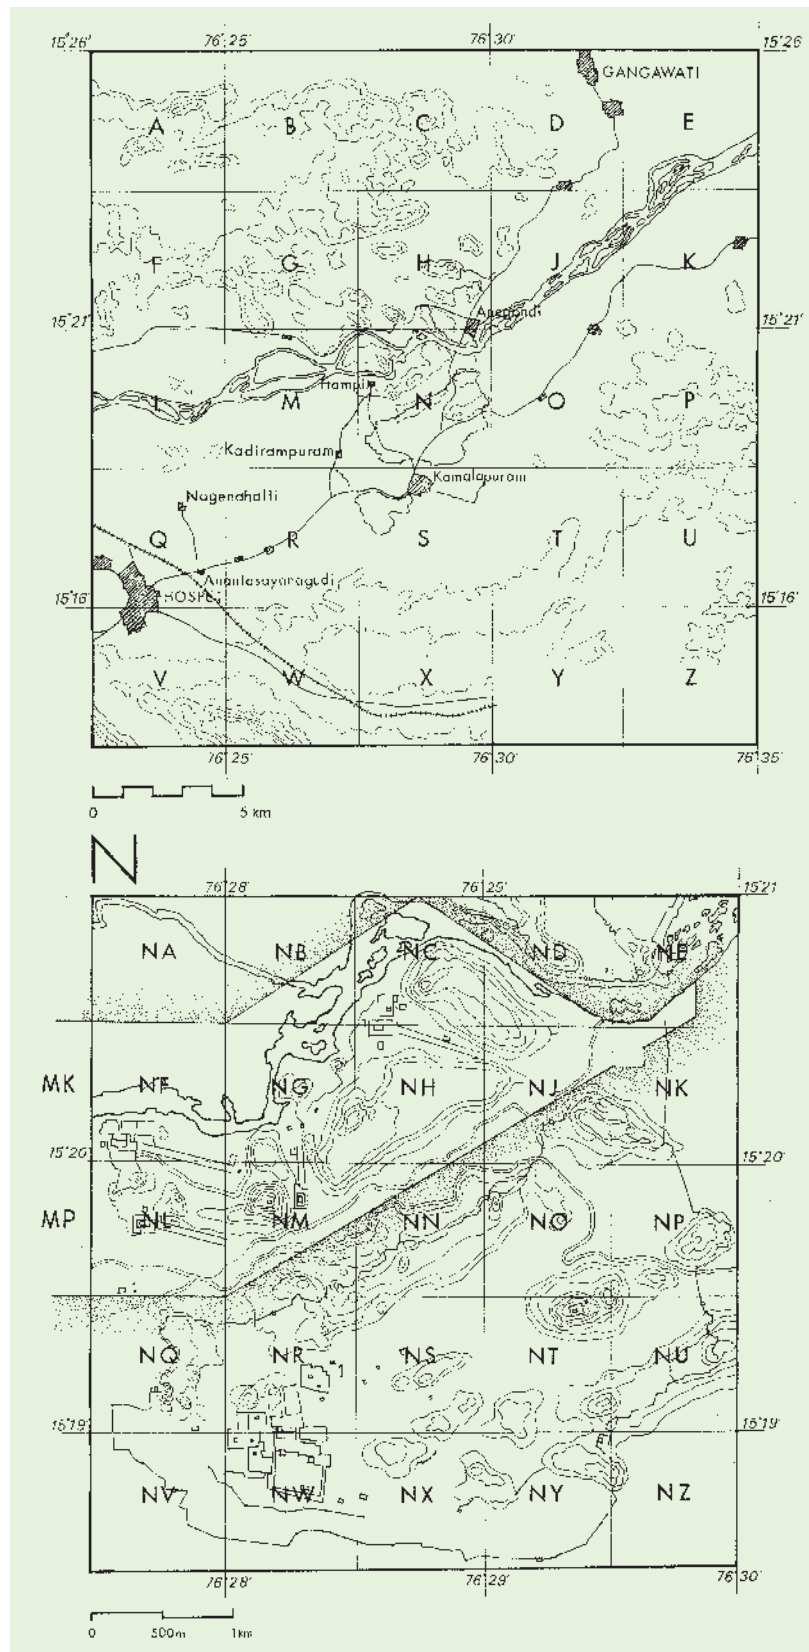 76°25' 76°30'
15°26' 15°26
GANGAWATI
A B C D E
F G H J K
Anegondi
15°21' 15°21'
Hampi
L M N O P
Kadirampuram
Kamalapuram
Nagenahalli
Q R S T U
Anantasayanagudi
15°16' HOSPET 15°16'
V W X Y Z
76°25' 76°30' 76°35'
0 5 km
N
76°28' 76°25' 15°21
NA NB NC ND NE
MK NF NG NH NJ NK
15°20' 15°20'
MP NL NM NN NO NP
NQ NR NS NT NU
1
15°19' 15°19'
NV NW NX NY NZ
76°28' 76°29' 76°30'
0 500m 1km